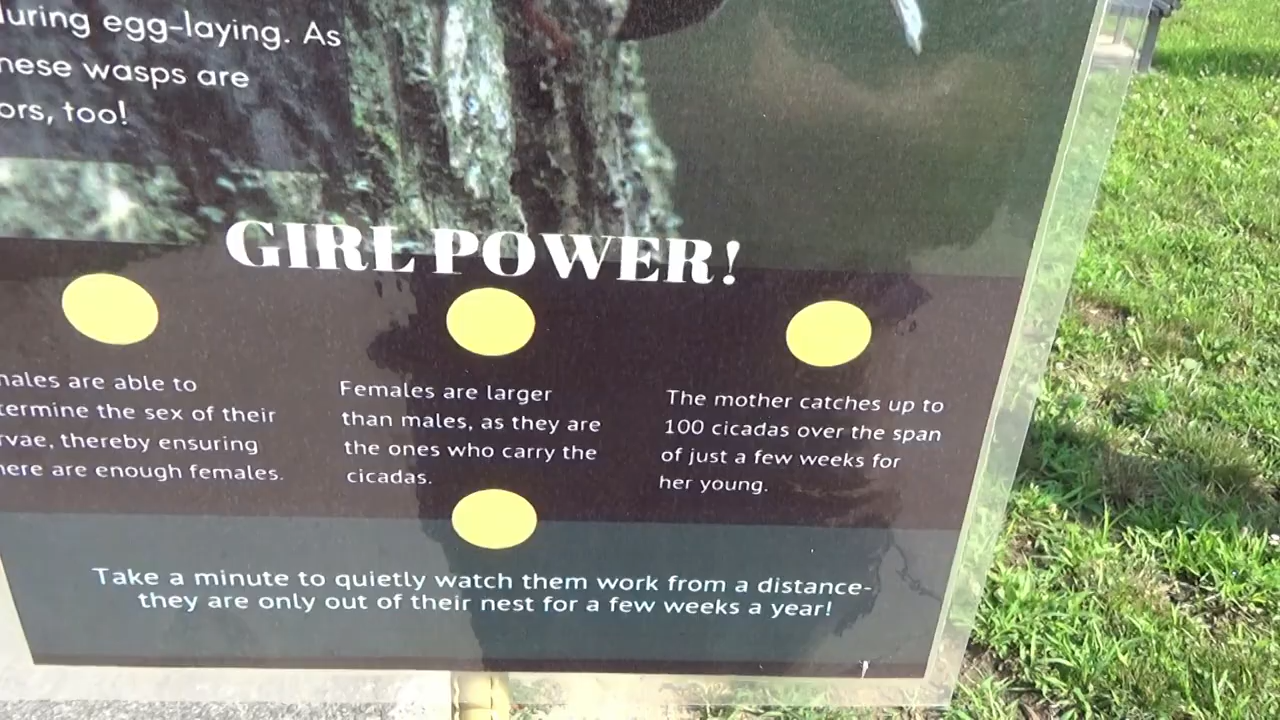 during egg-laying. As
these wasps are
ors, too!
GIRL POWER!
males are able to
termine the sex of their
rvae, thereby ensuring
here are enough females.
Females are larger
than males, as they are
the ones who carry the
cicadas.
The mother catches up to
100 cicadas over the span
of just a few weeks for
her young.
Take a minute to quietly watch them work from a distance-
they are only out of their nest for a few weeks a year!